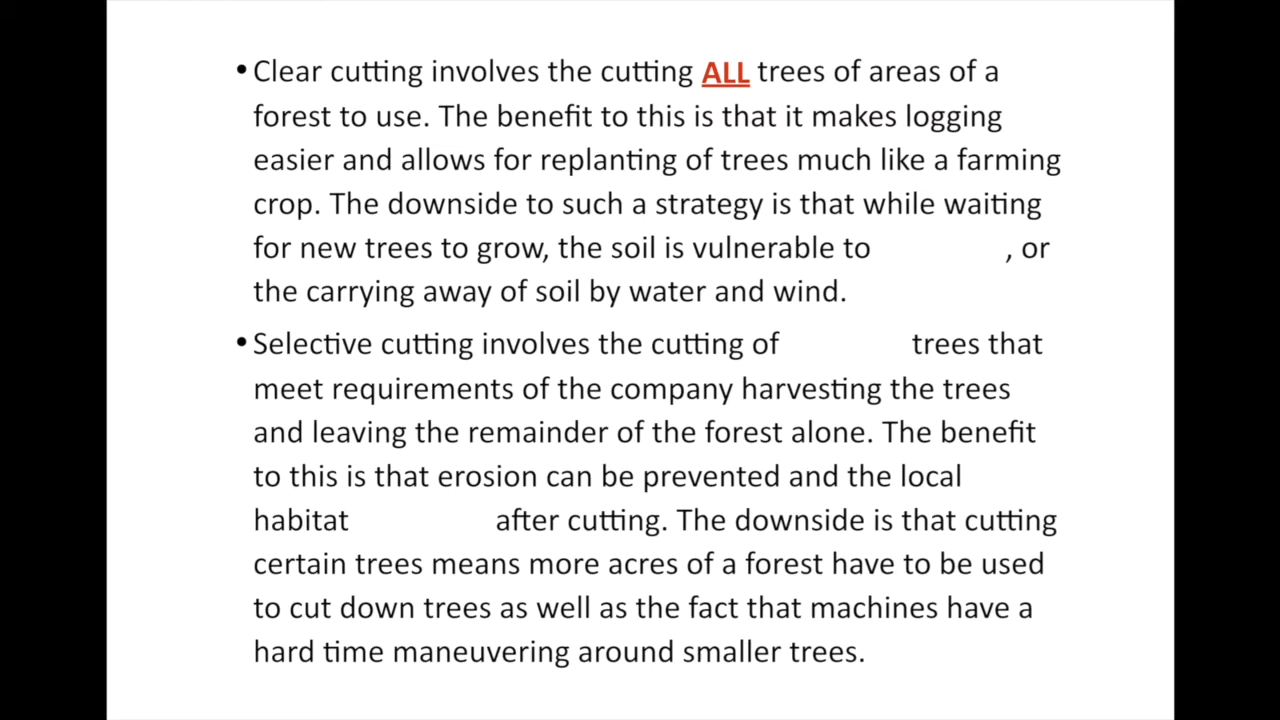 • Clear cutting involves the cutting ALL trees of areas of a
forest to use. The benefit to this is that it makes logging
easier and allows for replanting of trees much like a farming
crop. The downside to such a strategy is that while waiting
for new trees to grow, the soil is vulnerable to , or
the carrying away of soil by water and wind.
• Selective cutting involves the cutting of trees that
meet requirements of the company harvesting the trees
and leaving the remainder of the forest alone. The benefit
to this is that erosion can be prevented and the local
habitat after cutting. The downside is that cutting
certain trees means more acres of a forest have to be used
to cut down trees as well as the fact that machines have a
hard time maneuvering around smaller trees.